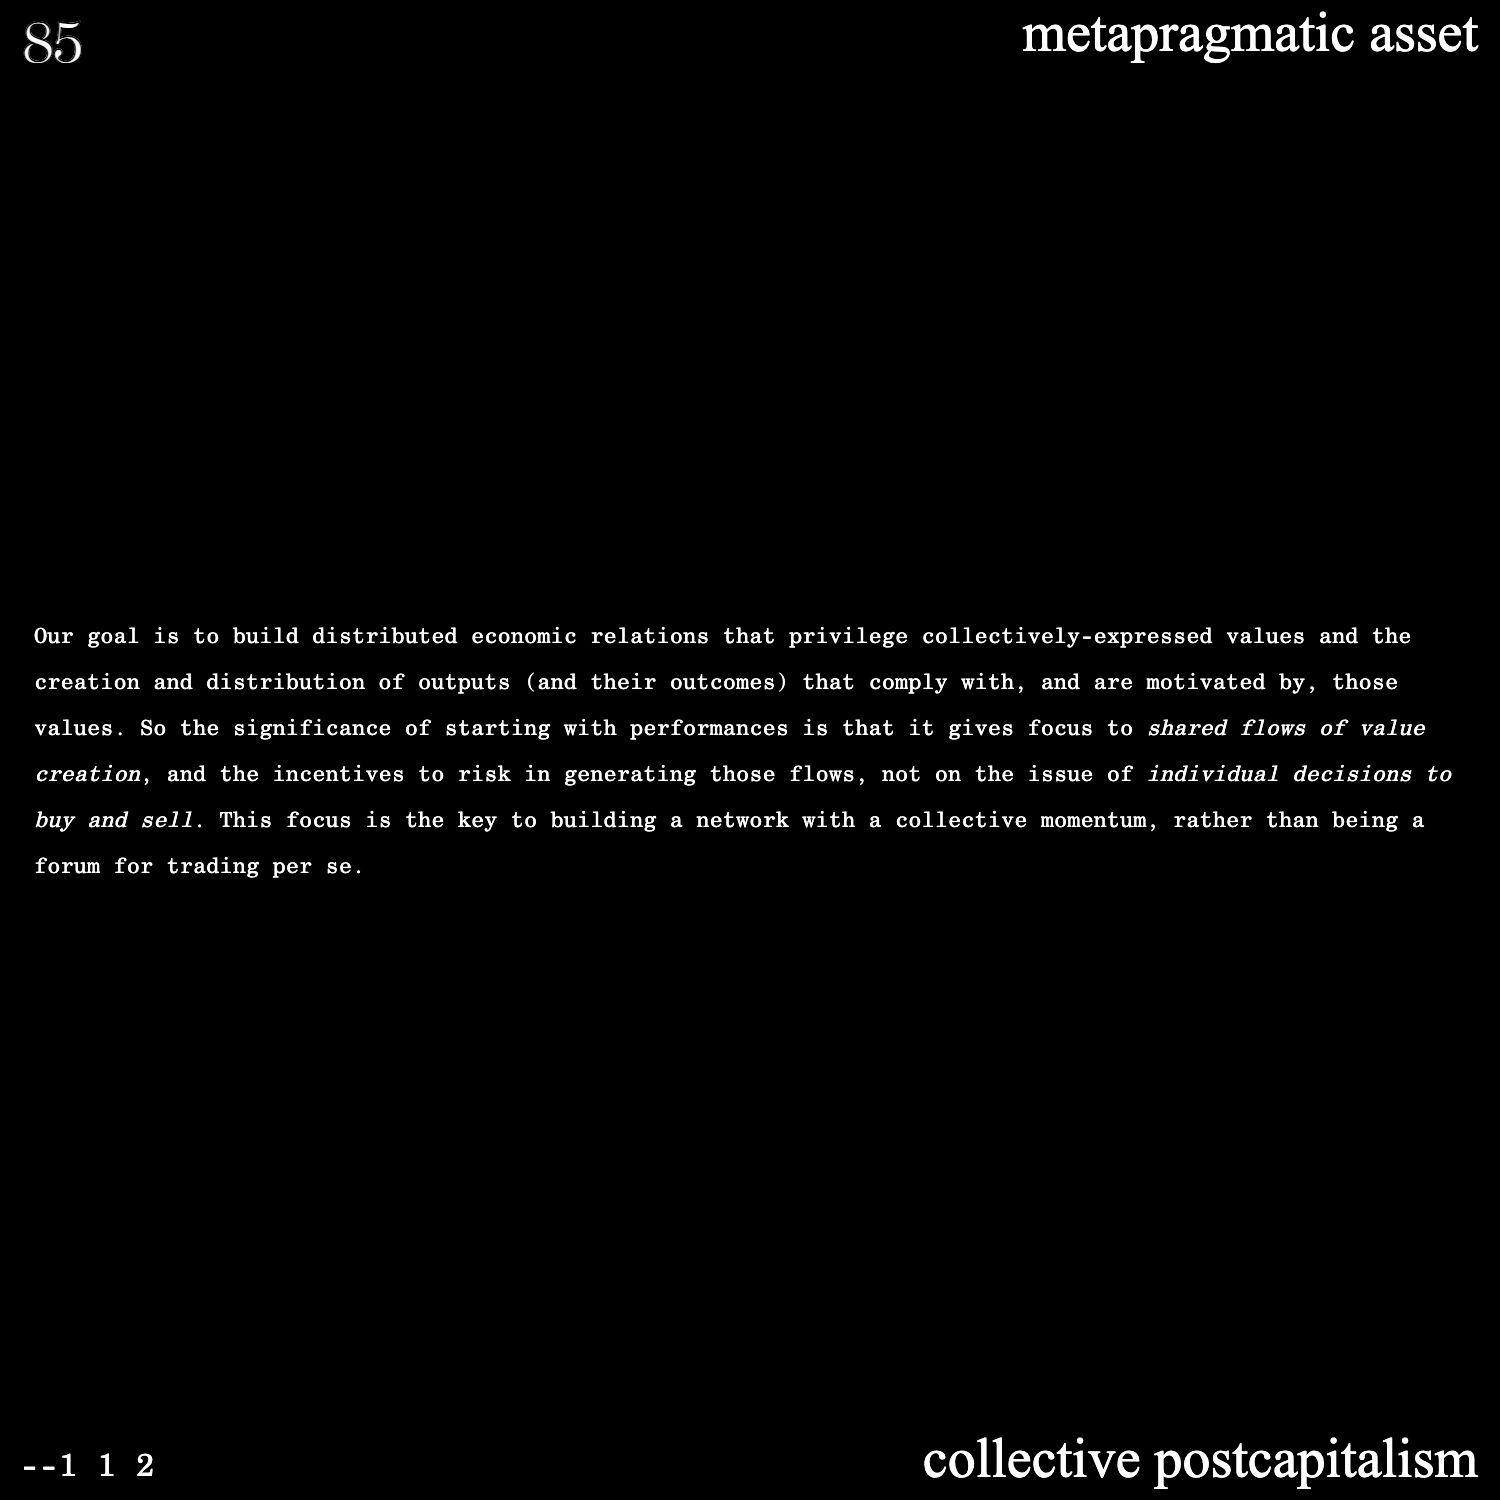 85
metapragmatic asset
Our goal is to build distributed economic relations that privilege collectively-expressed values and the
creation and distribution of outputs (and their outcomes) that comply with, and are motivated by, those
values. So the significance of starting with performances is that it gives focus to shared flows of value
creation, and the incentives to risk in generating those flows, not on the issue of individual decisions to
buy and sell. This focus is the key to building a network with a collective momentum, rather than being a
forum for trading per se.
--1 1 2
collective postcapitalism